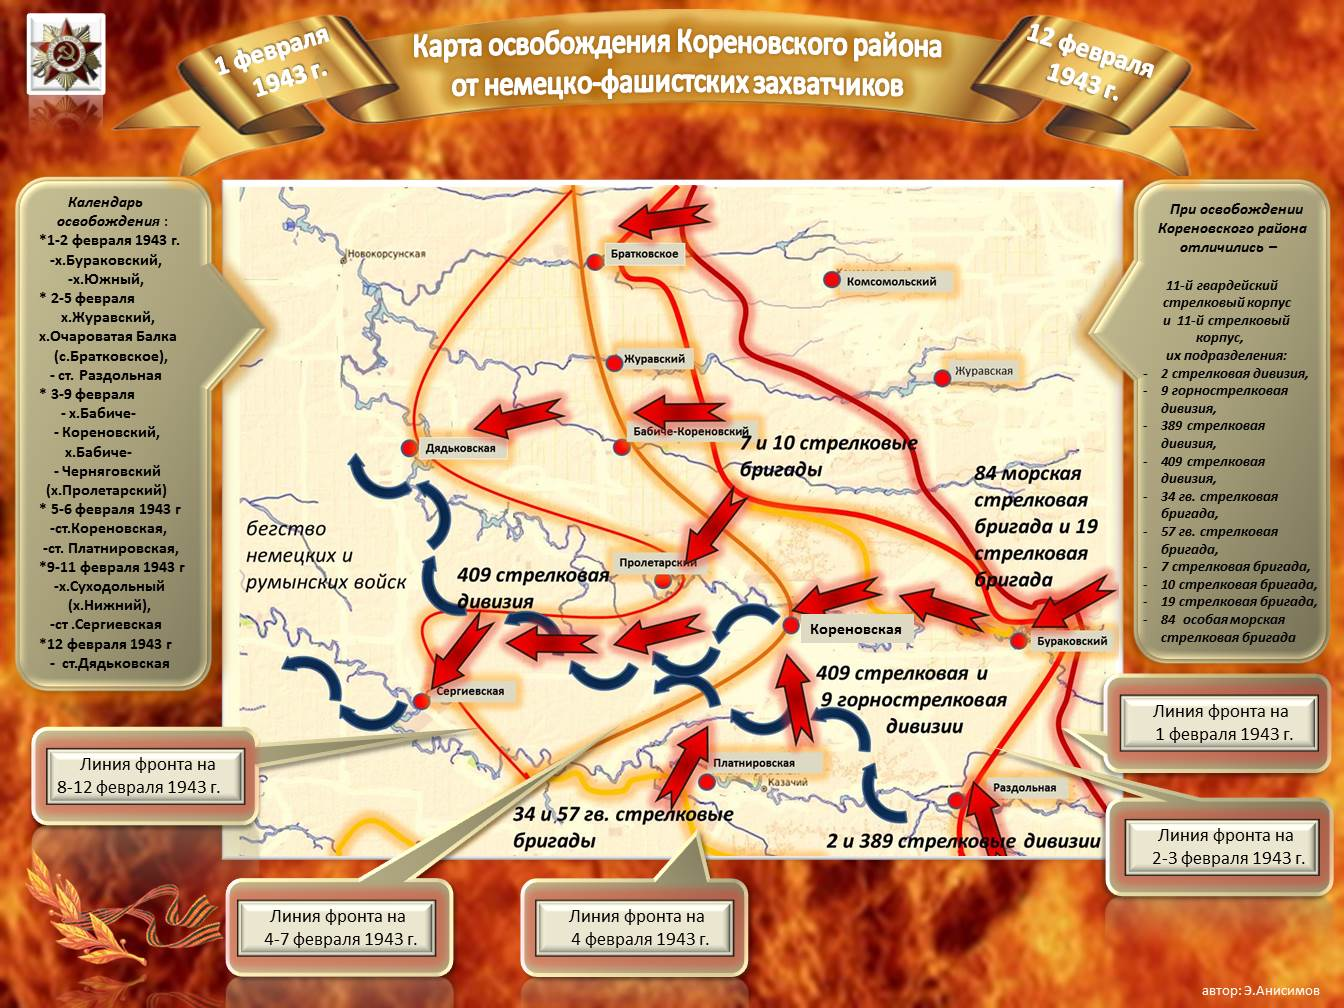 1 февраля
1943 г.
Карта освобождения Кореновского района
от немецко-фашистских захватчиков
12 февраля
1943 г.
Календарь
освобождения :
*1-2 февраля 1943 г.
-х.Бураковский,
-х.Южный,
* 2-5 февраля
х.Журавский,
х.Очароватая Балка
(с.Братковское),
- ст. Раздольная
* 3-9 февраля
- х.Бабиче-
- Кореновский,
х.Бабиче-
- Черняговский
(х.Пролетарский)
* 5-6 февраля 1943 г
-ст.Кореновская,
-ст. Платнировская,
*9-11 февраля 1943 г
-х.Суходольный
(х.Нижний),
-ст .Сергиевская
*12 февраля 1943 г
- ст.Дядьковская
Новокорсунская
Братковское
Комсомольский
Журавский
Журавская
Бабиче-Кореновский
Дядьковская
7 и 10 стрелковые
бригады
84 морская
стрелковая
бригада и 19
стрелковая
бригада
бегство
немецких и
румынских войск
Пролетарский
409 стрелковая
дивизия
Кореновская
Бураковский
Сергиевская
409 стрелковая и
9 горнострелковая
дивизии
Платнировская
Казачий
Раздольная
34 и 57 гв. стрелковые
бригады
2 и 389 стрелковые дивизии
При освобождении
Кореновского района
отличились –
11-й гвардейский
стрелковый корпус
и 11-й стрелковый
корпус,
их подразделения:
- 2 стрелковая дивизия,
- 9 горнострелковая
дивизия,
- 389 стрелковая
дивизия,
- 409 стрелковая
дивизия,
- 34 гв. стрелковая
бригада,
- 57 гв. стрелковая
бригада,
- 7 стрелковая бригада,
- 10 стрелковая бригада,
- 19 стрелковая бригада,
- 84 особая морская
стрелковая бригада
Линия фронта на
1 февраля 1943 г.
Линия фронта на
8-12 февраля 1943 г.
Линия фронта на
2-3 февраля 1943 г.
Линия фронта на
4-7 февраля 1943 г.
Линия фронта на
4 февраля 1943 г.
автор: Э.Анисимов